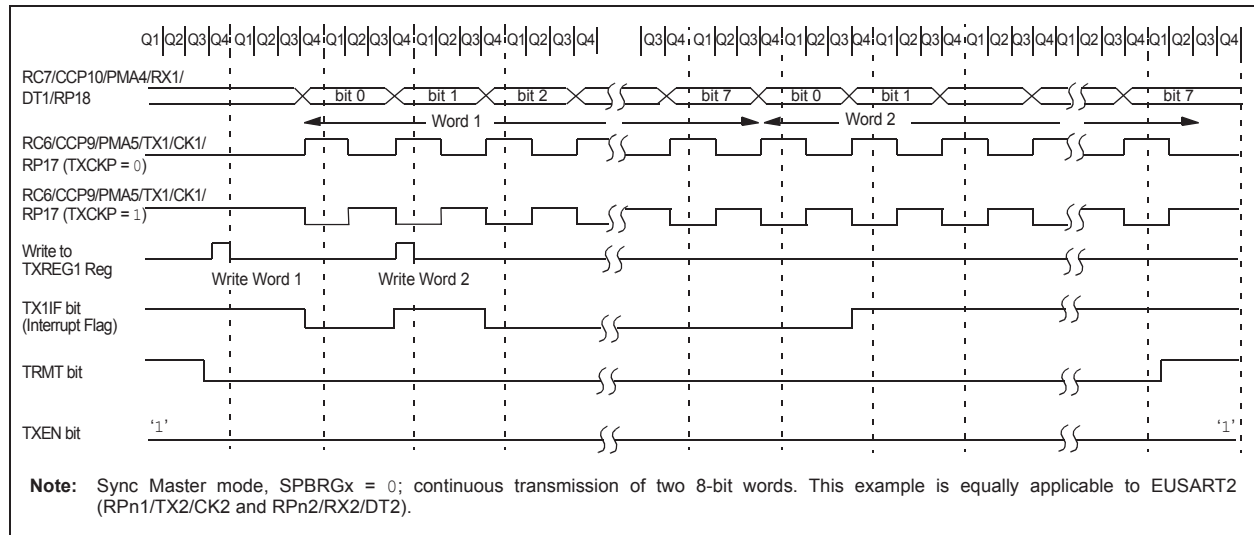 Q1 Q2 Q3 Q4 Q1 Q2 Q3 Q4 Q1 Q2 Q3 Q4 Q1 Q2 Q3 Q4 Q1 Q2 Q3 Q4 Q3 Q4 Q1 Q2 Q3 Q4 Q1 Q2 Q3 Q4 Q1 Q2 Q3 Q4 Q1 Q2 Q3 Q4 Q1 Q2 Q3 Q4 Q1 Q2 Q3 Q4
RC7/CCP10/PMA4/RX1/
DT1/RP18
bit 0 bit 1 bit 2 bit 7 bit 0 bit 1 bit 7
Word 1 Word 2
RC6/CCP9/PMA5/TX1/CK1/
RP17 (TXCKP = 0)
RC6/CCP9/PMA5/TX1/CK1/
RP17 (TXCKP = 1)
Write to
TXREG1 Reg
Write Word 1 Write Word 2
TX1IF bit
(Interrupt Flag)
TRMT bit
TXEN bit
‘1’ ‘1’
Note: Sync Master mode, SPBRGx = 0; continuous transmission of two 8-bit words. This example is equally applicable to EUSART2
(RPn1/TX2/CK2 and RPn2/RX2/DT2).